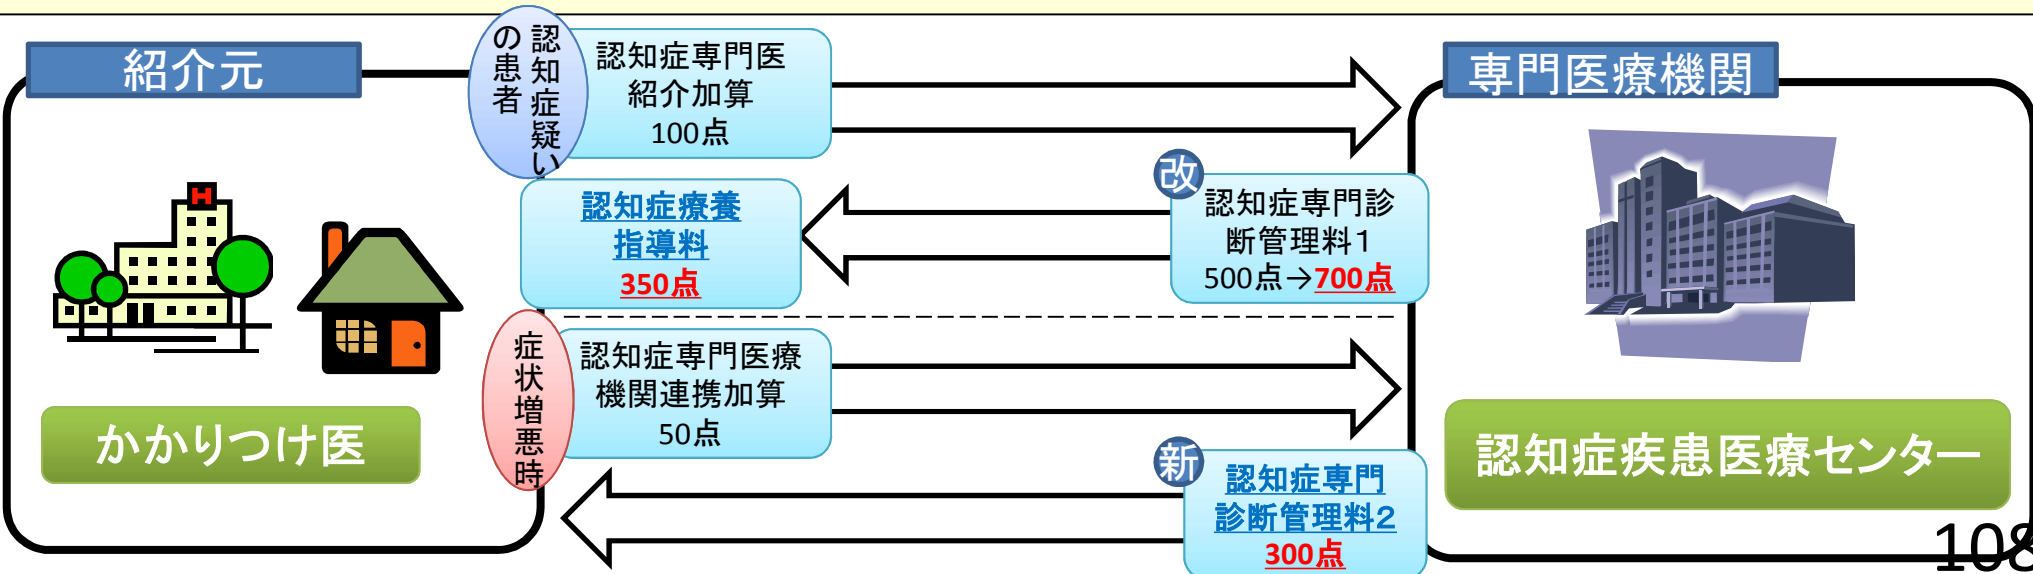 紹介元
専門医療機関
認知症疑い
の患者
認知症専門医
紹介加算
100点
改
認知症専門診
断管理料1
500点→700点
認知症療養
指導料
350点
H
症状増悪時
認知症専門医療
機関連携加算
50点
かかりつけ医
新
認知症専門
診断管理料2
300点
認知症疾患医療センター
108